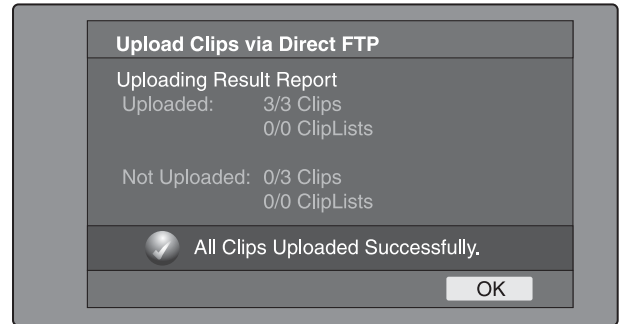 Upload Clips via Direct FTP
Uploading Result Report
Uploaded: 3/3 Clips
0/0 ClipLists
Not Uploaded: 0/3 Clips
0/0 ClipLists
All Clips Uploaded Successfully.
OK